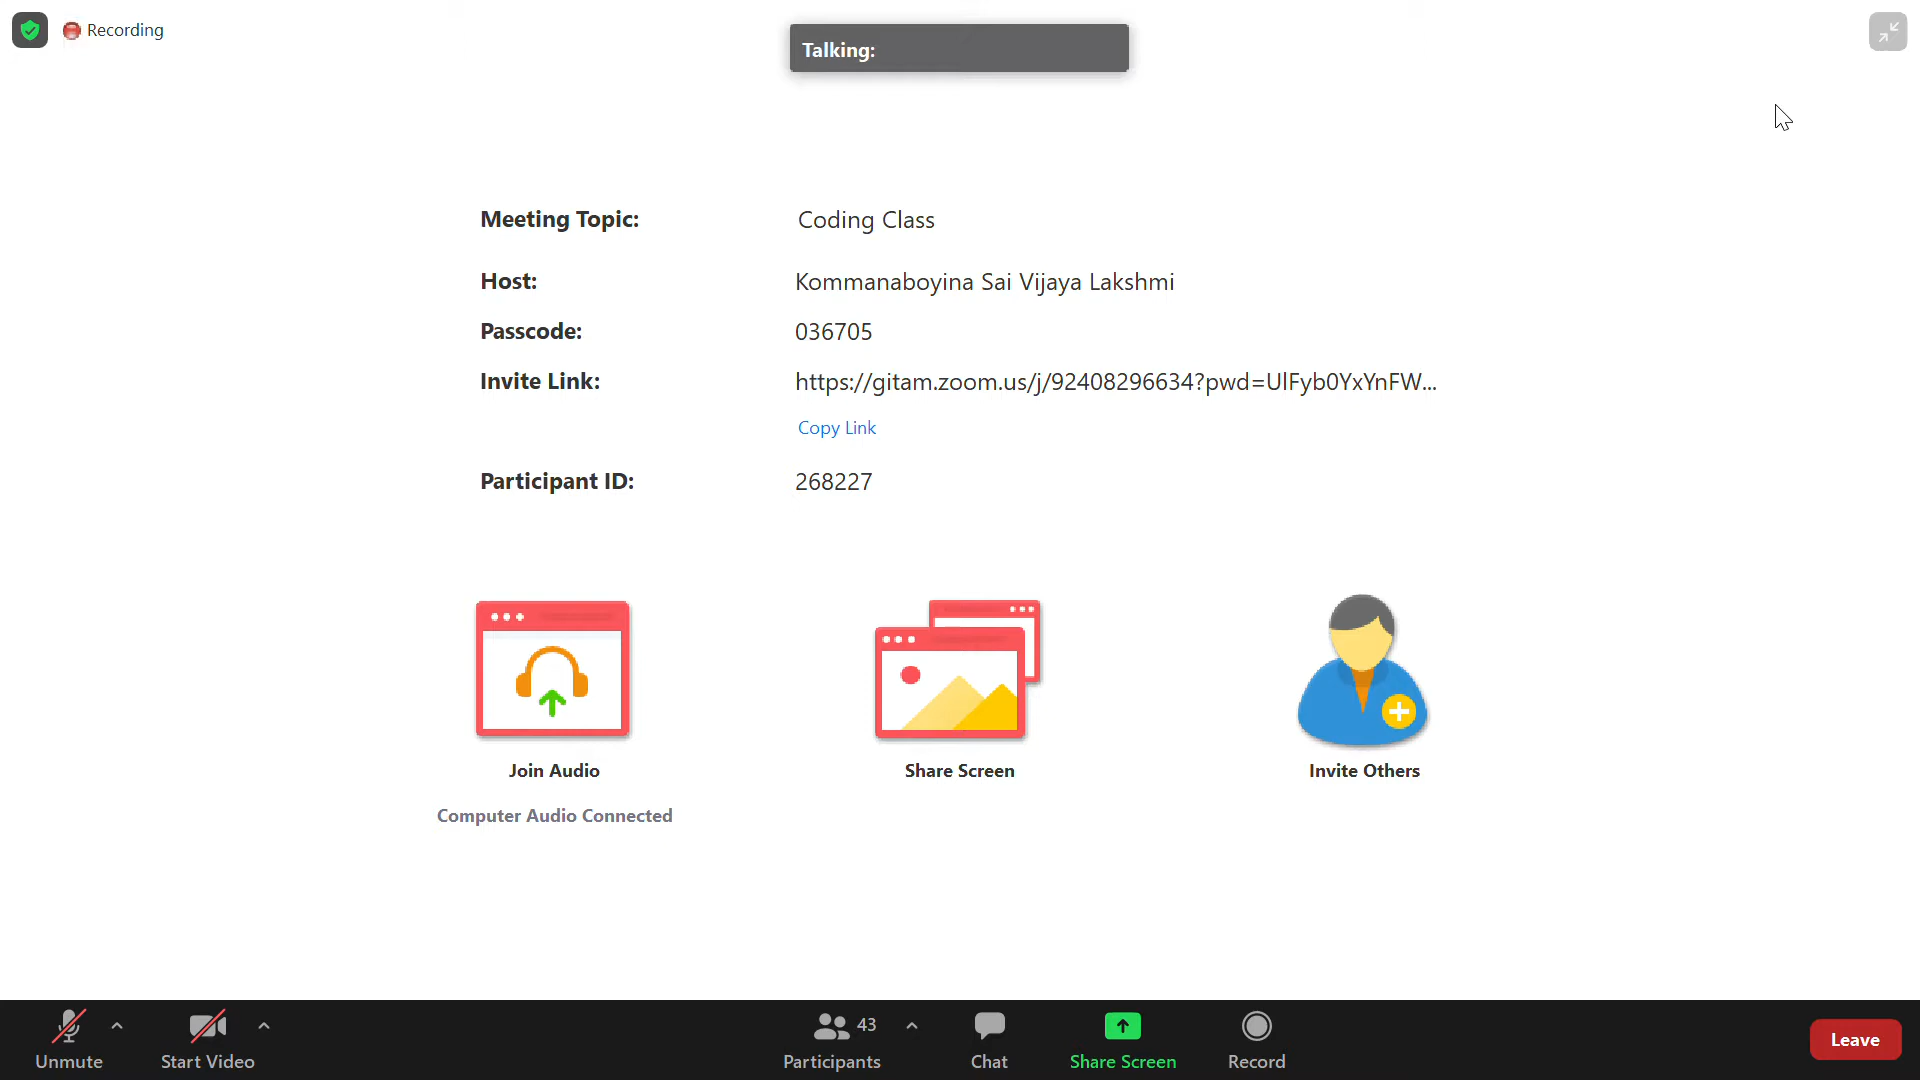 Recording
Talking:
Meeting Topic: Coding Class
Host: Kommanaboyina Sai Vijaya Lakshmi
Passcode: 036705
Invite Link: https://gitam.zoom.us/j/92408296634?pwd=UlFyb0YxYnFW...
Copy Link
Participant ID: 268227
Join Audio Share Screen Invite Others
Computer Audio Connected
43
Unmute Start Video Participants Chat Share Screen Record Leave